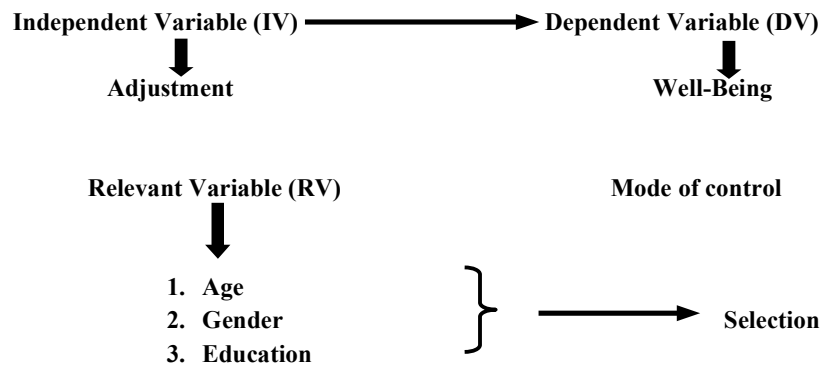 Independent Variable (IV) Dependent Variable (DV)
Adjustment Well-Being
Relevant Variable (RV) Mode of control
1. Age
2. Gender
Selection
3. Education